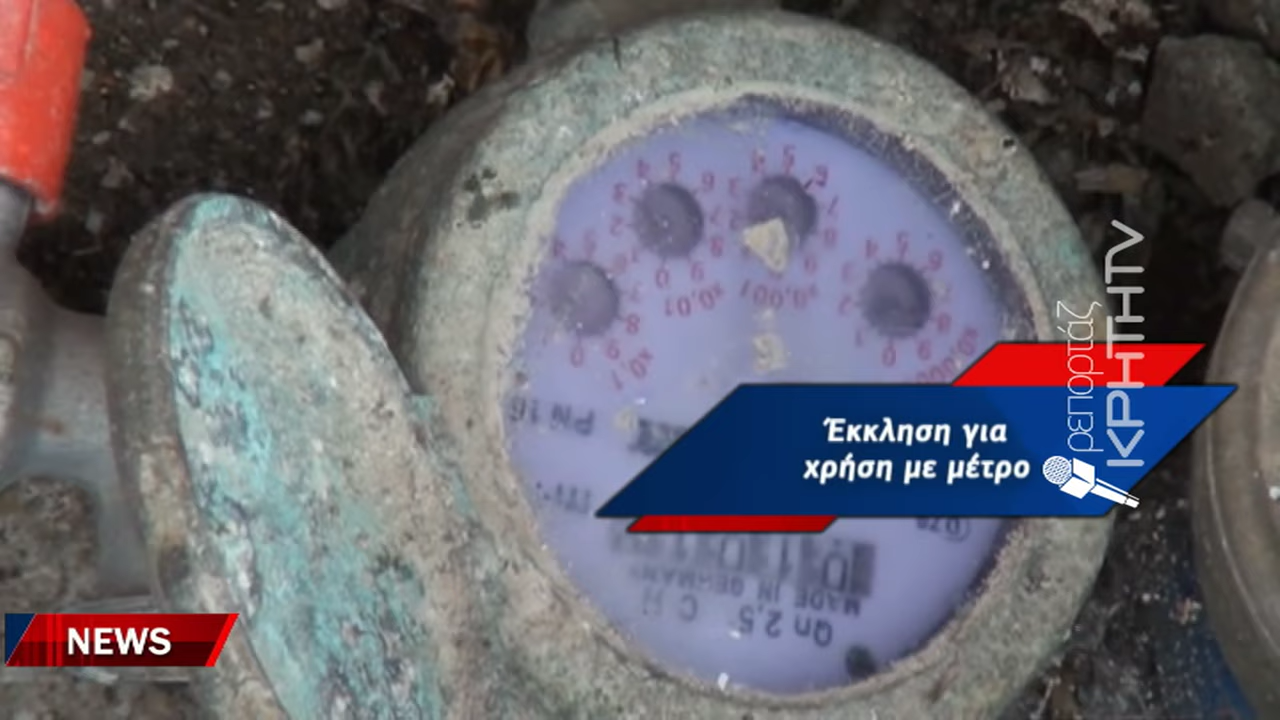 x0,01
x0,001
x0,1
PN 16
MADE IN GERMANY
Qn 2,5
Έκκληση για
χρήση με μέτρο
ρεπορτάζ
ΚΡΗΤΗTV
NEWS